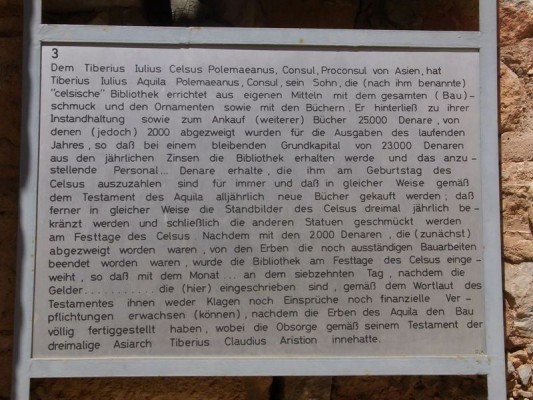 3
Dem Tiberius Iulius Celsus Polemaeanus, Consul, Proconsul von Asien, hat
Tiberius Iulius Aquila Polemaeanus, Consul, sein Sohn, die (nach ihm benannte)
"celsische" Bibliothek errichtet aus eigenen Mitteln mit dem gesamten (Bau)-
schmuck und den Ornamenten sowie mit den Büchern. Er hinterließ zu ihrer
Instandhaltung sowie zum Ankauf (weiterer) Bücher 25.000 Denare, von
denen (jedoch) 2000 abgezweigt wurden für die Ausgaben des laufenden
Jahres, so daß bei einem bleibenden Grundkapital von 23.000 Denaren
aus den jährlichen Zinsen die Bibliothek erhalten werde und das anzu-
stellende Personal... Denare erhalte, die ihm am Geburtstag des
Celsus auszuzahlen sind für immer und daß in gleicher Weise gemäß
dem Testament des Aquila alljährlich neue Bücher gekauft werden; daß
ferner in gleicher Weise die Standbilder des Celsus dreimal jährlich be-
kränzt werden und schließlich die anderen Statuen geschmückt werden
am Festtage des Celsus. Nachdem mit den 2.000 Denaren, die (zunächst)
abgezweigt worden waren, von den Erben die noch ausständigen Bauarbeiten
beendet worden waren, wurde die Bibliothek am Festtage des Celsus einge-
weiht, so daß mit dem Monat... an dem siebzehnten Tag, nachdem die
Gelder............ die (hier) eingeschrieben sind, gemäß dem Wortlaut des
Testamentes ihnen weder Klagen noch Einsprüche noch finanzielle Ver-
pflichtungen erwachsen (können), nachdem die Erben des Aquila den Bau
völlig fertiggestellt haben, wobei die Obsorge gemäß seinem Testament der
dreimalige Asiarch Tiberius Claudius Aristion innehatte.